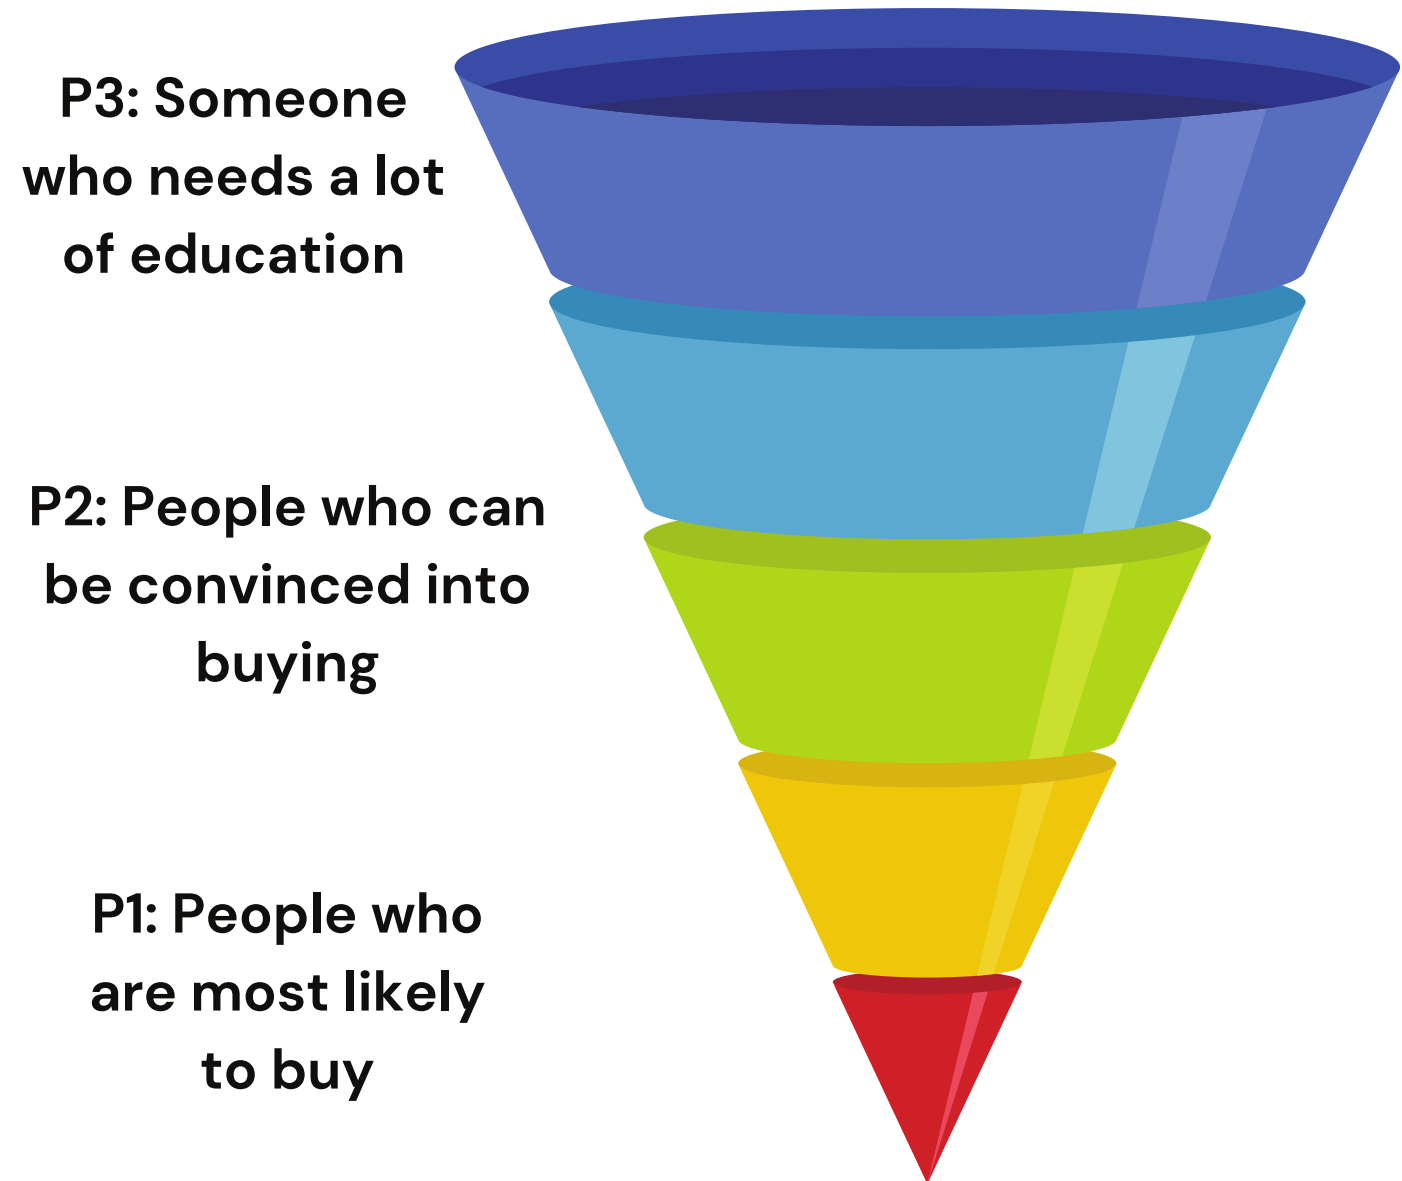 P3: Someone
who needs a lot
of education
P2: People who can
be convinced into
buying
P1: People who
are most likely
to buy